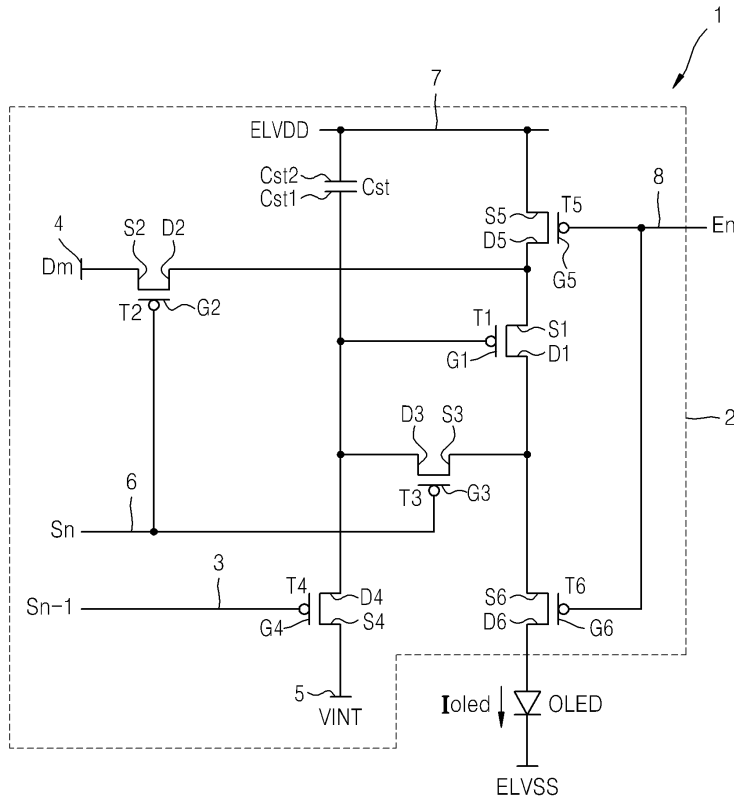 1
7
ELVDD
Cst2
Cst1
Cst
8
T5
S5
D5
G5
En
4
S2
D2
Dm
T2
G2
T1
S1
G1
D1
2
D3
S3
6
T3
G3
Sn
3
T4
D4
S6
T6
Sn-1
G4
S4
D6
G6
5
VINT
Ioled
OLED
ELVSS